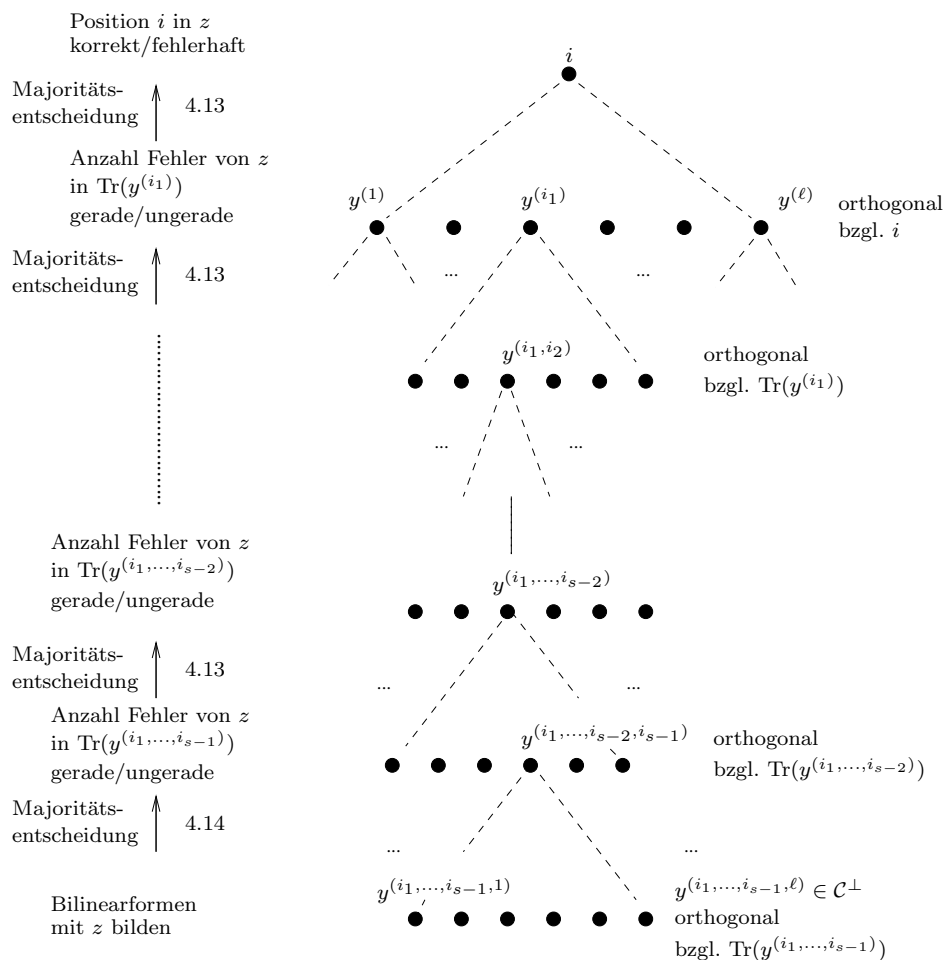 Position i in z
korrekt/fehlerhaft
i
Majoritäts-
entscheidung
4.13
Anzahl Fehler von z
in Tr(y^{(i_1)})
gerade/ungerade
y^{(1)}
y^{(i_1)}
y^{(ℓ)}
orthogonal
bzgl. i
Majoritäts-
entscheidung
4.13
...
...
y^{(i_1,i_2)}
orthogonal
bzgl. Tr(y^{(i_1)})
...
...
Anzahl Fehler von z
in Tr(y^{(i_1,...,i_{s-2})})
gerade/ungerade
y^{(i_1,...,i_{s-2})}
Majoritäts-
entscheidung
4.13
...
...
Anzahl Fehler von z
in Tr(y^{(i_1,...,i_{s-1})})
gerade/ungerade
y^{(i_1,...,i_{s-2},i_{s-1})}
orthogonal
bzgl. Tr(y^{(i_1,...,i_{s-2})})
Majoritäts-
entscheidung
4.14
...
...
Bilinearformen
mit z bilden
y^{(i_1,...,i_{s-1},1)}
y^{(i_1,...,i_{s-1},ℓ)} ∈ 𝒞^⊥
orthogonal
bzgl. Tr(y^{(i_1,...,i_{s-1})})